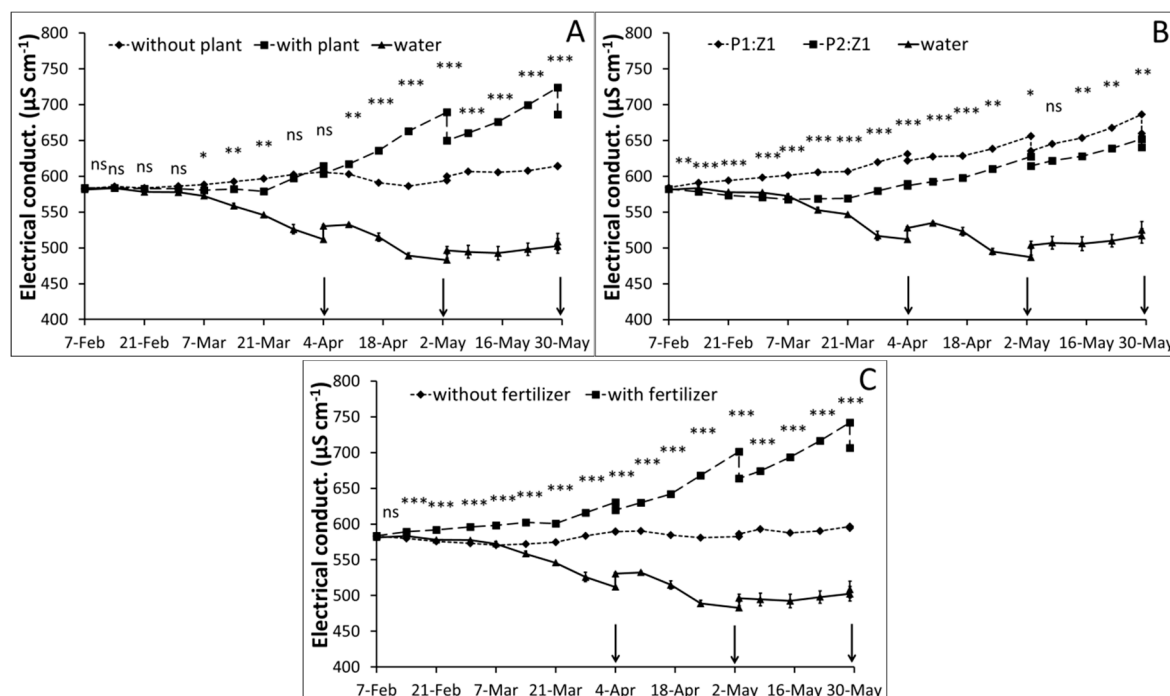 Electrical conduct. (µS cm⁻¹)
800
750
700
650
600
550
500
450
400
without plant with plant water
A
ns ns ns ns * ** ** ns ns ** *** *** *** *** *** *** ***
7-Feb 21-Feb 7-Mar 21-Mar 4-Apr 18-Apr 2-May 16-May 30-May
Electrical conduct. (µS cm⁻¹)
800
750
700
650
600
550
500
450
400
P1:Z1 P2:Z1 water
B
** *** *** *** *** *** *** *** *** *** *** ** * ns ** ** **
7-Feb 21-Feb 7-Mar 21-Mar 4-Apr 18-Apr 2-May 16-May 30-May
Electrical conduct. (µS cm⁻¹)
800
750
700
650
600
550
500
450
400
without fertilizer with fertilizer
C
ns *** *** *** *** *** *** *** *** *** *** *** *** *** *** *** ***
7-Feb 21-Feb 7-Mar 21-Mar 4-Apr 18-Apr 2-May 16-May 30-May